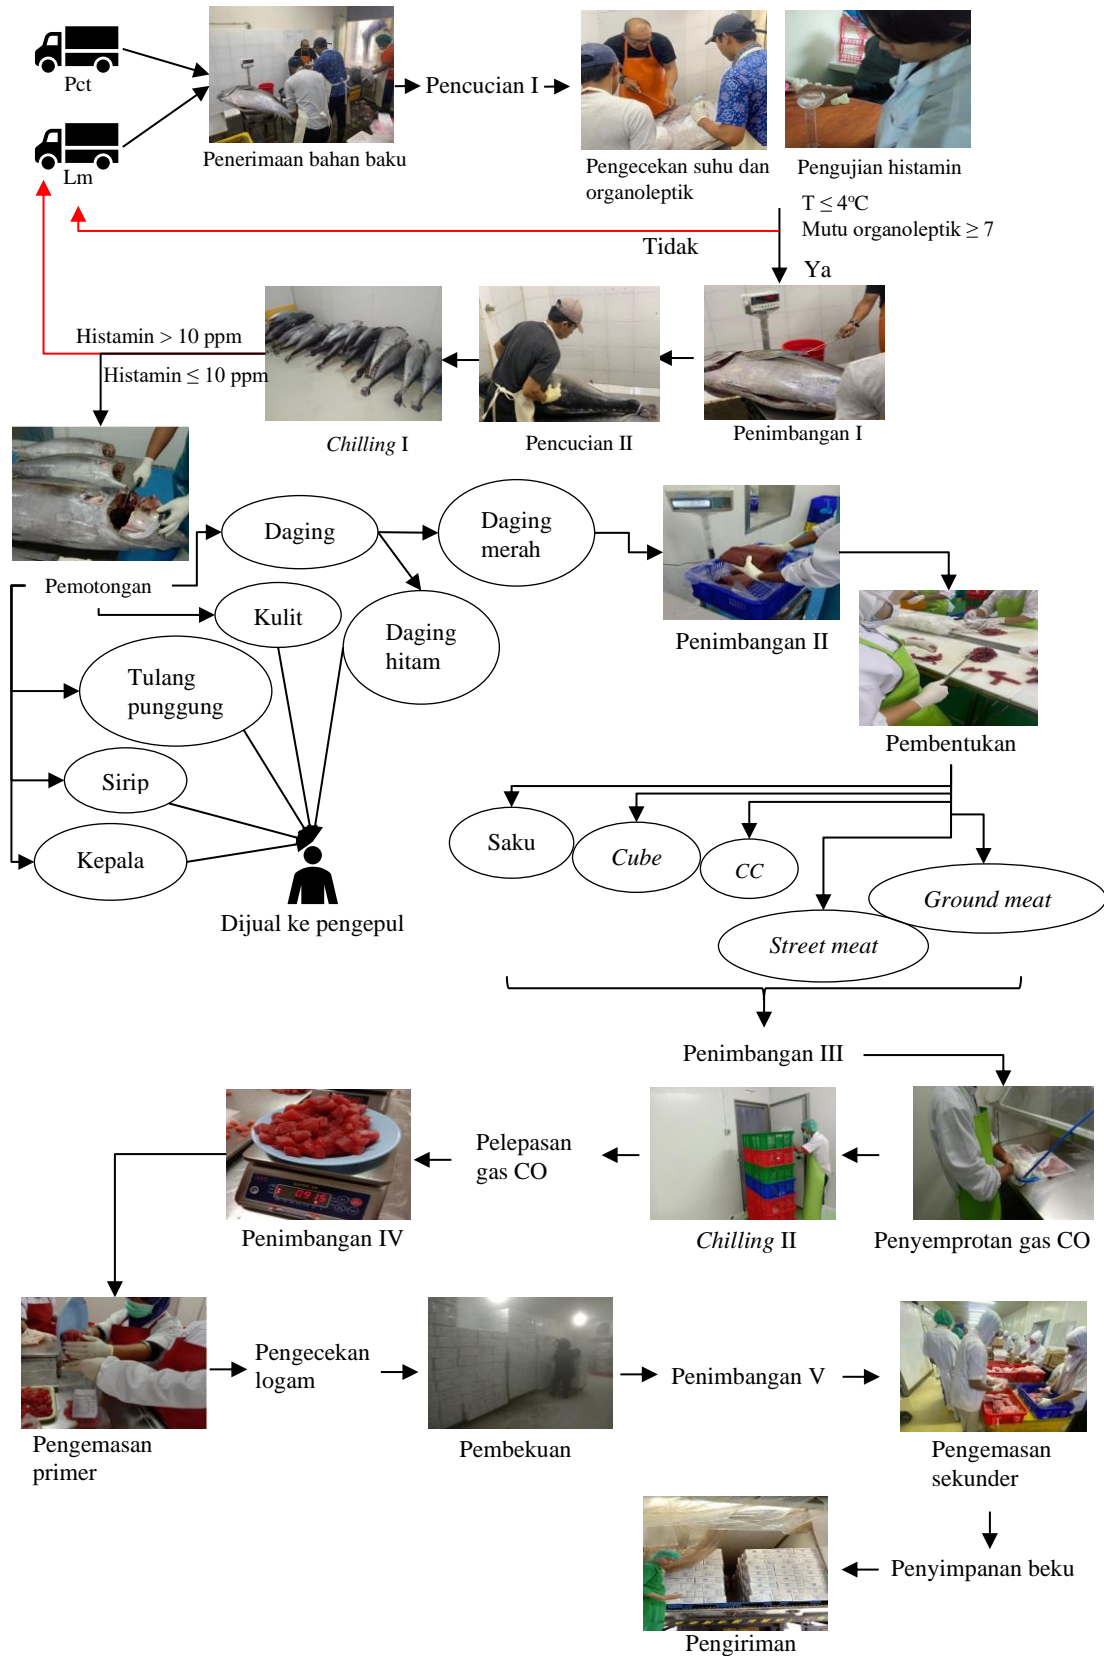 Pct
Lm
Penerimaan bahan baku
Pencucian I
Pengecekan suhu dan
organoleptik
Pengujian histamin
T ≤ 4°C
Mutu organoleptik ≥ 7
Tidak
Ya
Penimbangan I
Pencucian II
Chilling I
Histamin > 10 ppm
Histamin ≤ 10 ppm
Pemotongan
Daging
Daging
merah
Daging
hitam
Kulit
Tulang
punggung
Sirip
Kepala
Dijual ke pengepul
Penimbangan II
Pembentukan
Saku
Cube
CC
Street meat
Ground meat
Penimbangan III
Penyemprotan gas CO
Chilling II
Pelepasan
gas CO
0915
Penimbangan IV
Pengemasan
primer
Pengecekan
logam
Pembekuan
Penimbangan V
Pengemasan
sekunder
Penyimpanan beku
Pengiriman